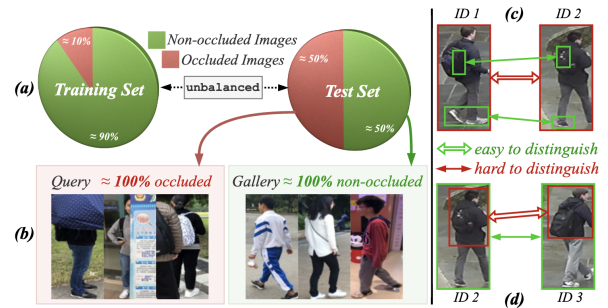 (a)
Non-occluded Images
Occluded Images
≈ 10%
Training Set
≈ 90%
unbalanced
≈ 50%
Test Set
≈ 50%
(b)
Query ≈ 100% occluded
Gallery ≈ 100% non-occluded
ID 1 (c) ID 2
easy to distinguish
hard to distinguish
ID 2 (d) ID 3